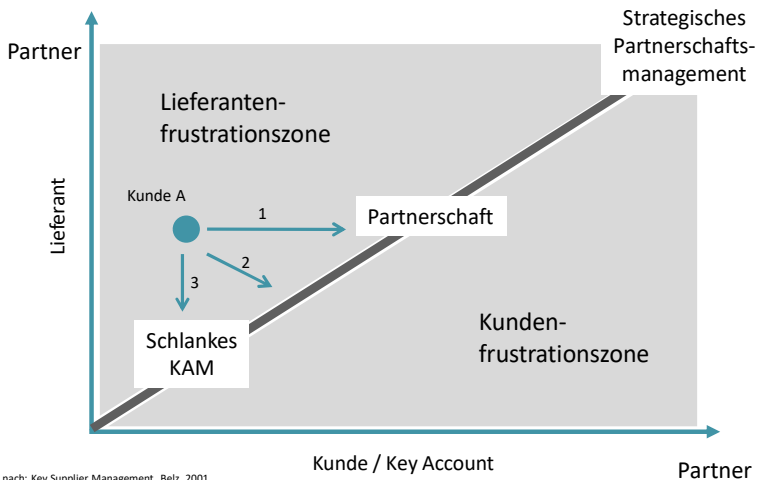 Strategisches
Partnerschafts-
management
Partner
Lieferanten-
frustrationszone
Kunde A
1
Partnerschaft
Lieferant
2
3
Kunden-
frustrationszone
Schlankes
KAM
Kunde / Key Account
Partner
nach: Key Supplier Management, Belz, 2001